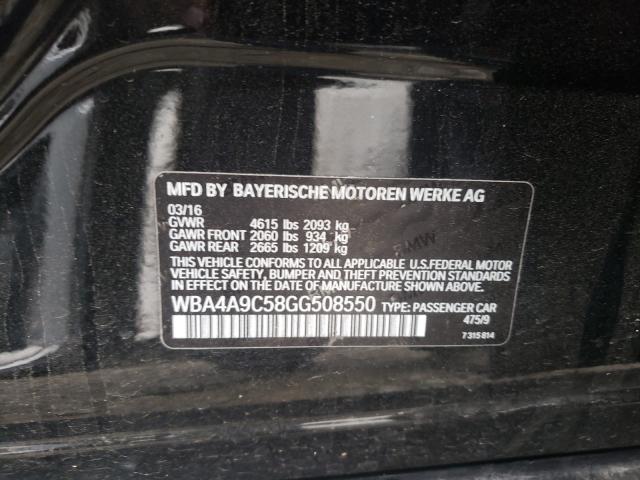 MFD BY BAYERISCHE MOTOREN WERKE AG
03/16
GVWR 4615 lbs 2093 kg
GAWR FRONT 2060 lbs 934 kg
GAWR REAR 2665 lbs 1209 kg
THIS VEHICLE CONFORMS TO ALL APPLICABLE U.S.FEDERAL MOTOR
VEHICLE SAFETY, BUMPER AND THEFT PREVENTION STANDARDS
IN EFFECT ON THE DATE OF MANUFACTURE SHOWN ABOVE.
WBA4A9C58GG508550 TYPE: PASSENGER CAR
475/9
7315814